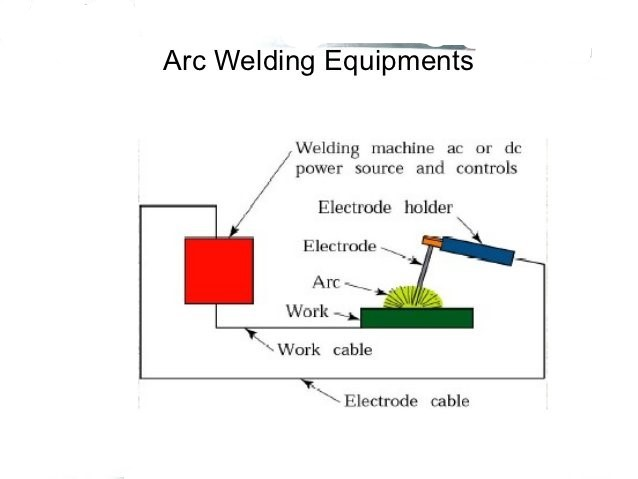 Arc Welding Equipments
Welding machine ac or dc
power source and controls
Electrode holder
Electrode
Arc
Work
Work cable
Electrode cable